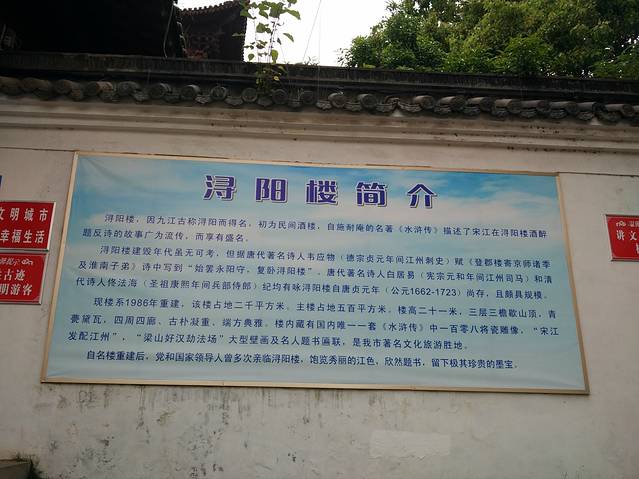 浔阳楼简介
浔阳楼，因九江古称浔阳而得名，初为民间酒楼，自施耐庵的名著《水浒传》描述了宋江在浔阳楼酒醉
题反诗的故事广为流传，而享有盛名。
浔阳楼建毁年代虽无可考，但据唐代著名诗人韦应物（德宗贞元年间江州刺史）赋《登郡楼寄京师诸季
及淮南子弟》诗中写到“始罢永阳守，复卧浔阳楼”、唐代著名诗人白居易（宪宗元和年间江州司马）和清
代诗人佟法海（圣祖康熙年间兵部侍郎）纪均有咏浔阳楼自唐贞元年（公元1662-1723）尚存，且颇具规模。
现楼系1986年重建，该楼占地二千平方米。主楼占地五百平方米。楼高二十一米，三层三檐歇山顶，青
甍黛瓦，四周四廊、古朴凝重、端方典雅。楼内藏有国内唯一一套《水浒传》中一百零八将瓷雕像，“宋江
发配江州”，“梁山好汉劫法场”大型壁画及名人题书匾联，是我市著名文化旅游胜地。
自名楼重建后，党和国家领导人曾多次亲临浔阳楼，饱览秀丽的江色，欣然题书，留下极其珍贵的墨宝。
文明城市
幸福生活
古迹
明游客
讲文